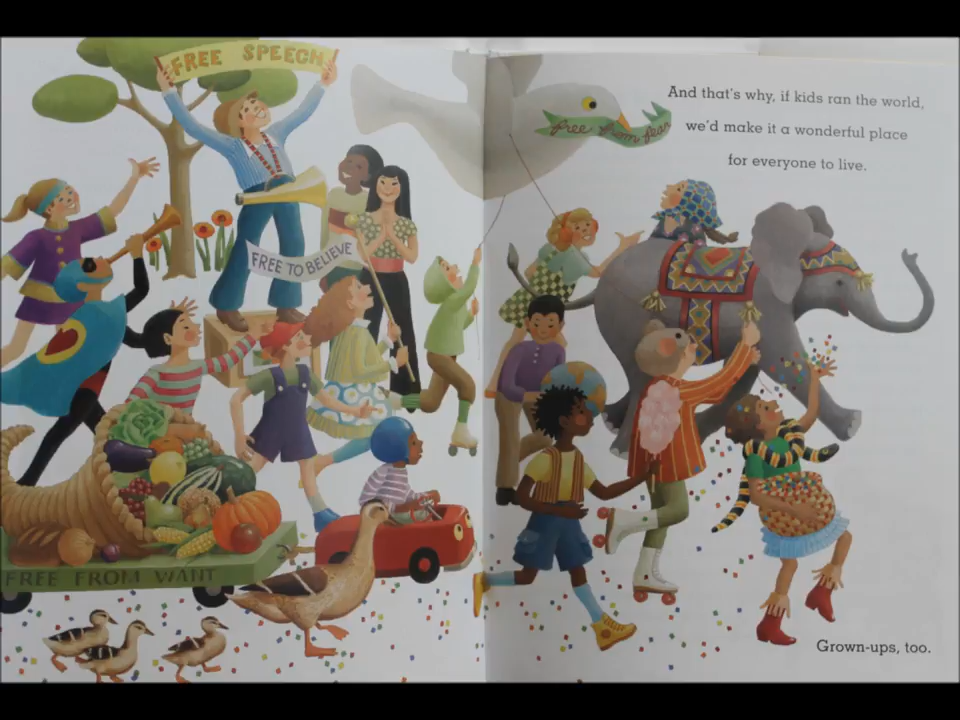 FREE SPEECH
FREE TO BELIEVE
FREE FROM WANT
free from fear
And that's why, if kids ran the world,
we'd make it a wonderful place
for everyone to live.
Grown-ups, too.